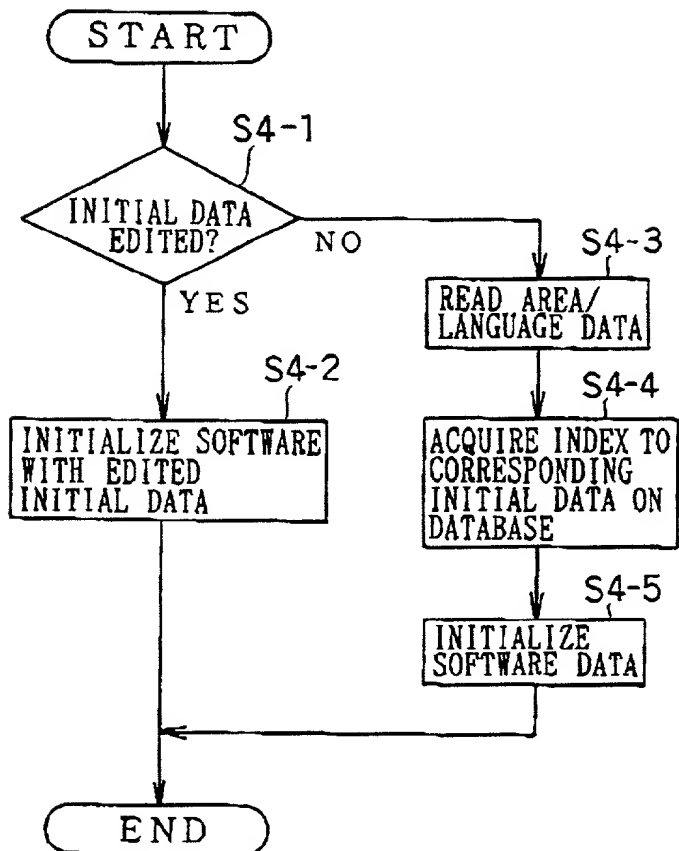 START
S4-1
INITIAL DATA
EDITED?
NO
YES
S4-3
READ AREA/
LANGUAGE DATA
S4-2
INITIALIZE SOFTWARE
WITH EDITED
INITIAL DATA
S4-4
ACQUIRE INDEX TO
CORRESPONDING
INITIAL DATA ON
DATABASE
S4-5
INITIALIZE
SOFTWARE DATA
END